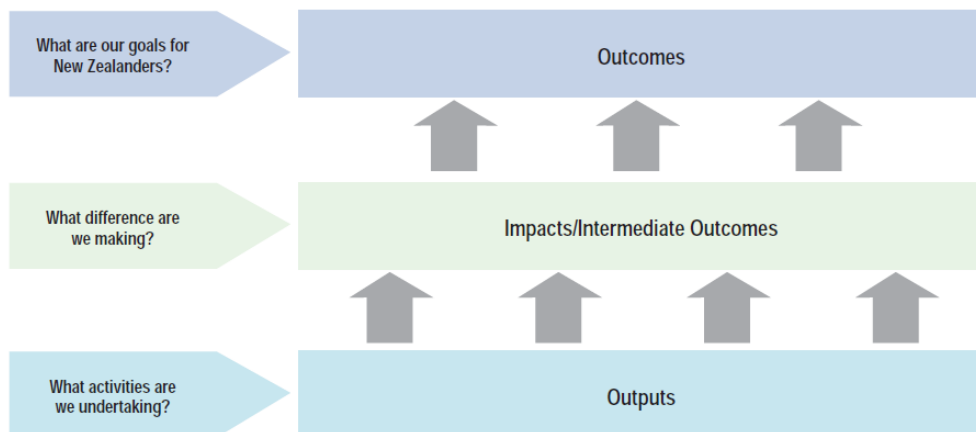 What are our goals for
New Zealanders?
Outcomes
What difference are
we making?
Impacts/Intermediate Outcomes
What activities are
we undertaking?
Outputs